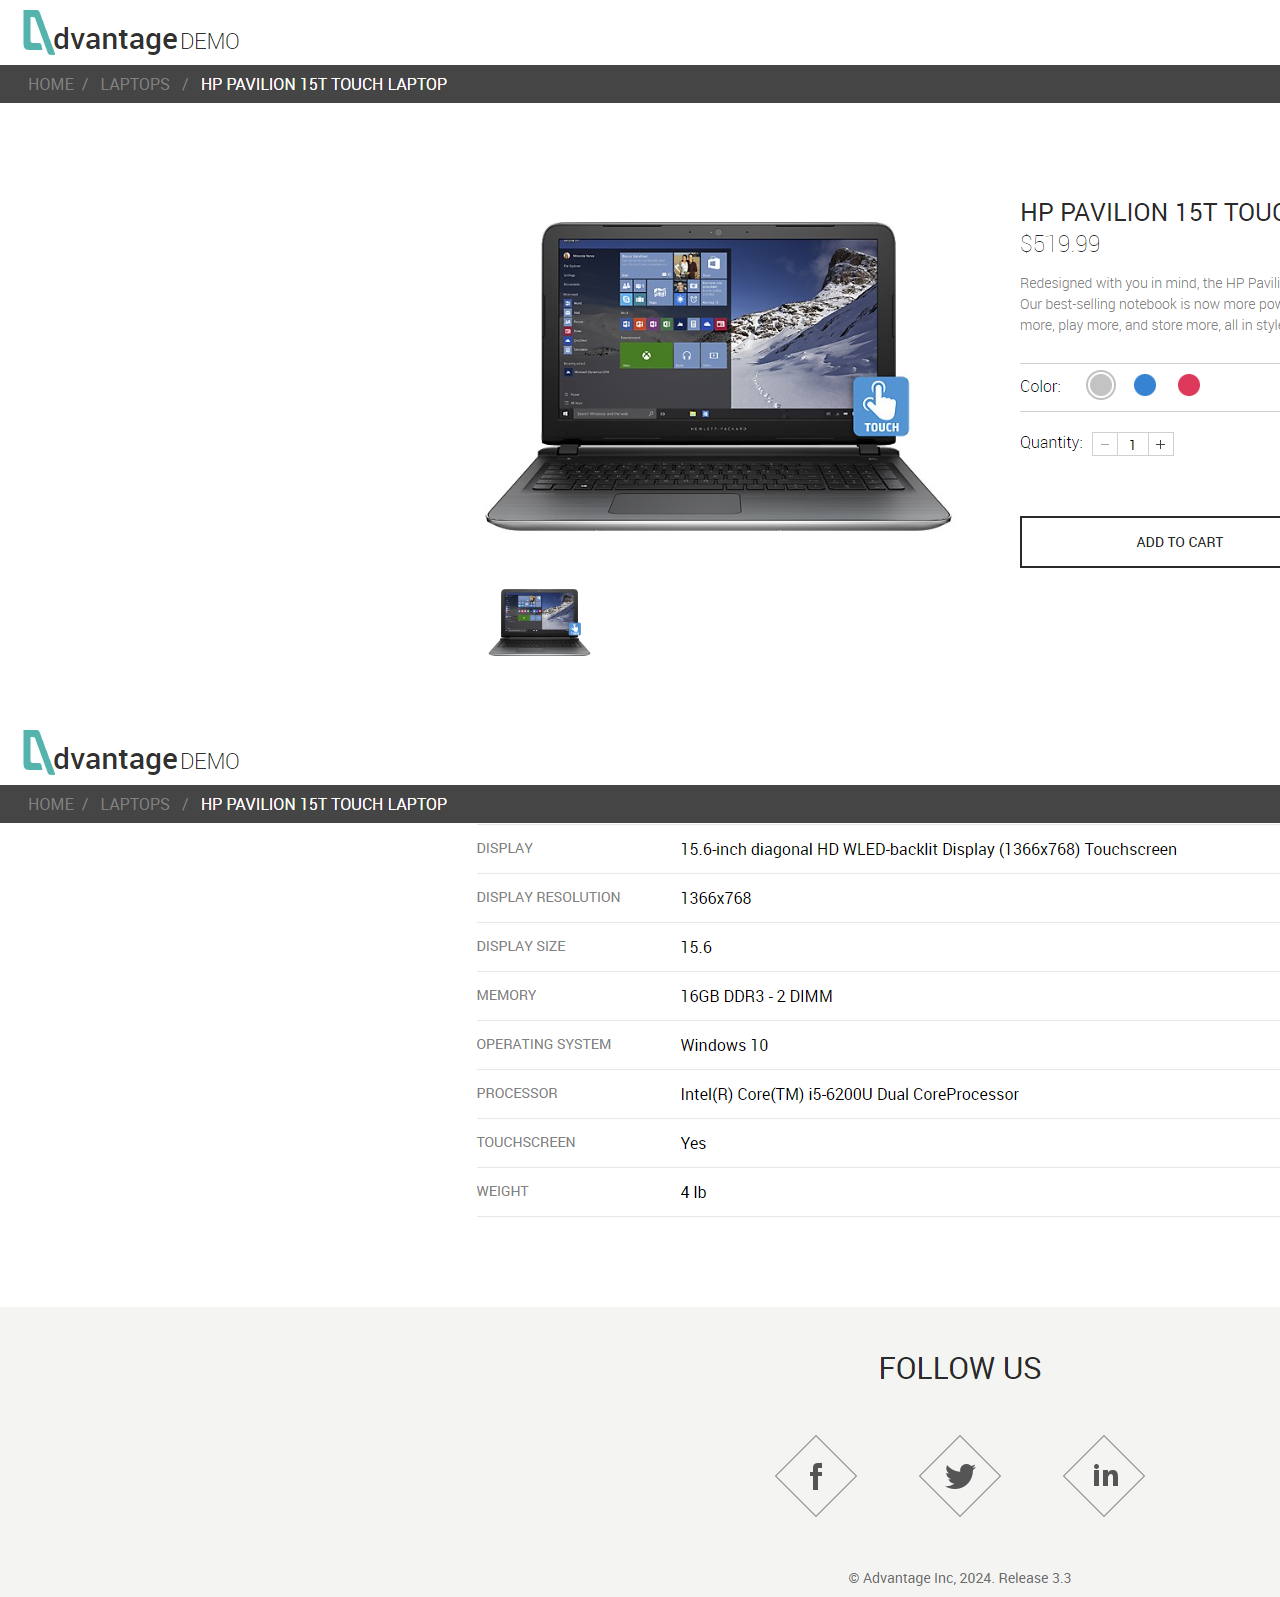 dvantage DEMO
HOME / LAPTOPS / HP PAVILION 15T TOUCH LAPTOP
HP PAVILION 15T TOUC
$519.99
Redesigned with you in mind, the HP Pavili
Our best-selling notebook is now more pow
more, play more, and store more, all in style
Color:
Quantity: − 1 +
TOUCH
HEWLETT-PACKARD
ADD TO CART
dvantage DEMO
HOME / LAPTOPS / HP PAVILION 15T TOUCH LAPTOP
DISPLAY 15.6-inch diagonal HD WLED-backlit Display (1366x768) Touchscreen
DISPLAY RESOLUTION 1366x768
DISPLAY SIZE 15.6
MEMORY 16GB DDR3 - 2 DIMM
OPERATING SYSTEM Windows 10
PROCESSOR Intel(R) Core(TM) i5-6200U Dual CoreProcessor
TOUCHSCREEN Yes
WEIGHT 4 lb
FOLLOW US
f
in
© Advantage Inc, 2024. Release 3.3